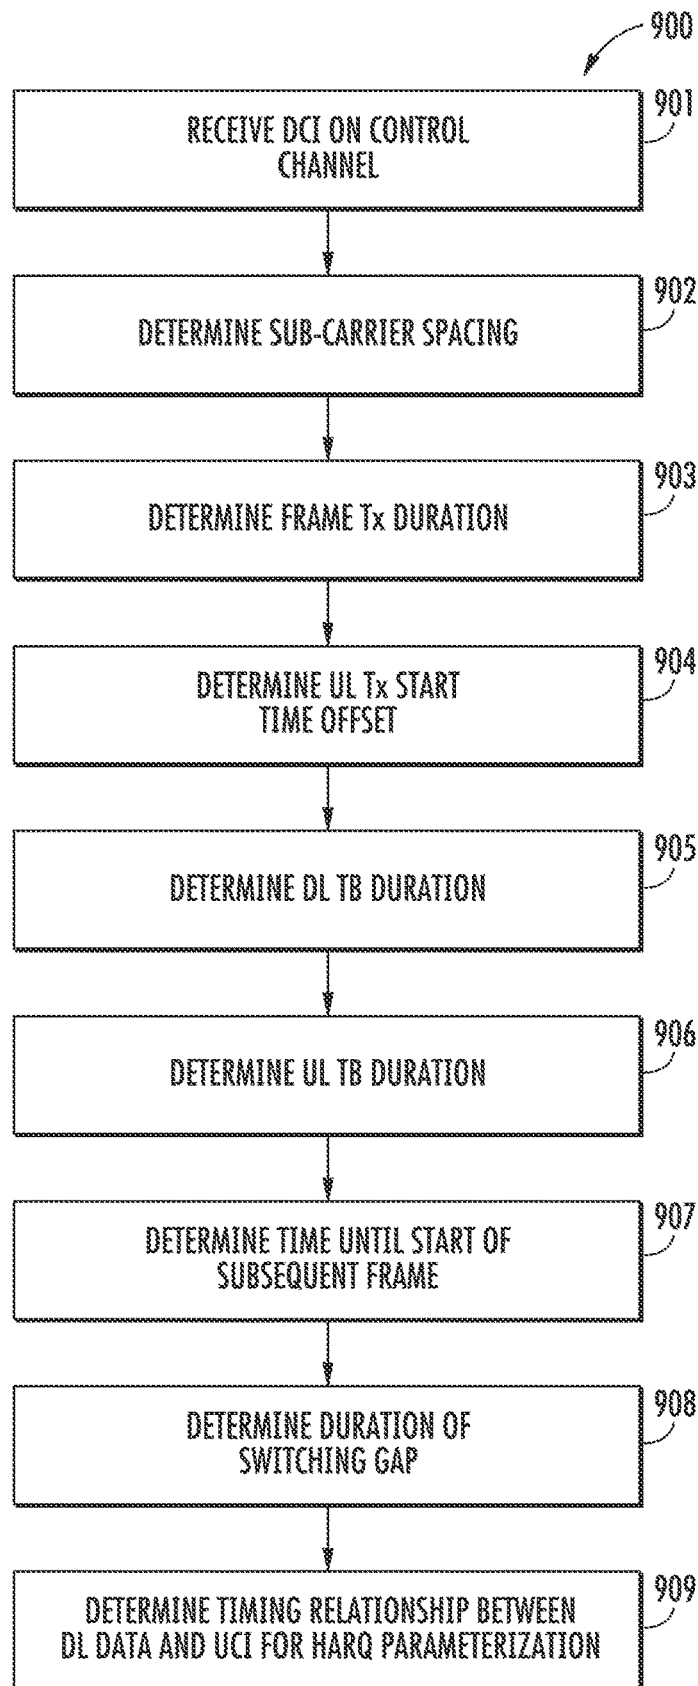 900
901
RECEIVE DCI ON CONTROL
CHANNEL
902
DETERMINE SUB-CARRIER SPACING
903
DETERMINE FRAME Tx DURATION
904
DETERMINE UL Tx START
TIME OFFSET
905
DETERMINE DL TB DURATION
906
DETERMINE UL TB DURATION
907
DETERMINE TIME UNTIL START OF
SUBSEQUENT FRAME
908
DETERMINE DURATION OF
SWITCHING GAP
909
DETERMINE TIMING RELATIONSHIP BETWEEN
DL DATA AND UCI FOR HARQ PARAMETERIZATION